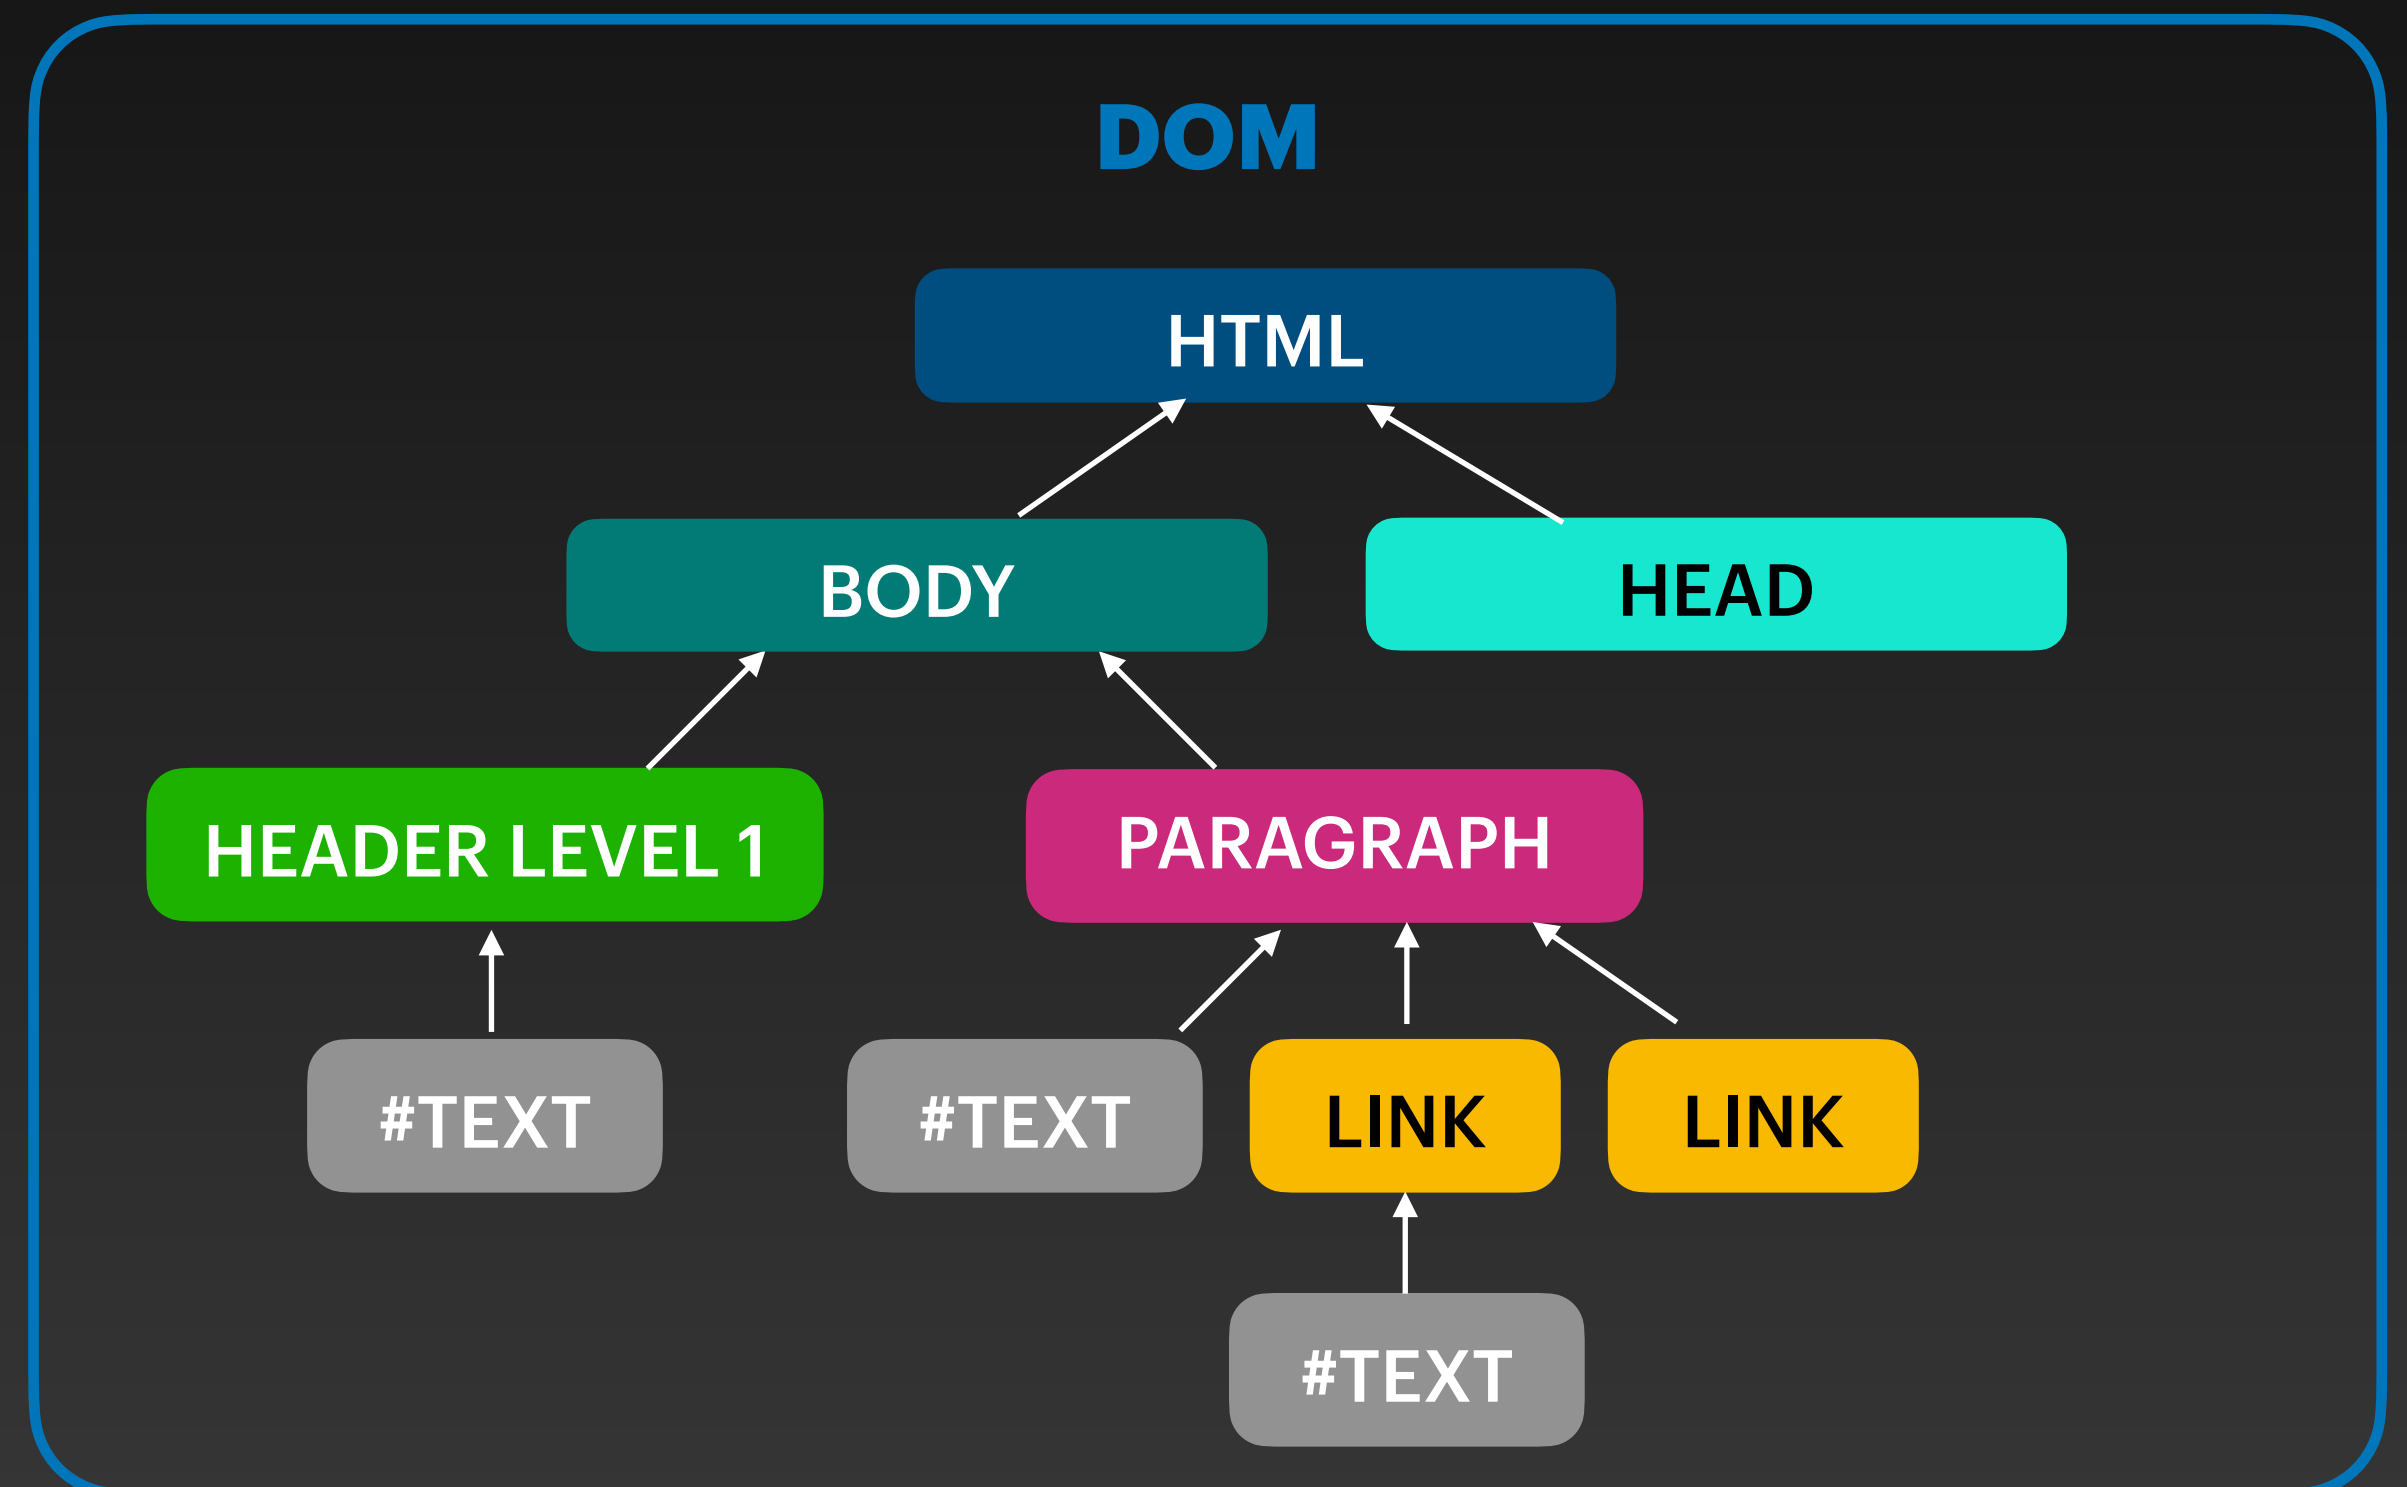 DOM
HTML
BODY
HEAD
HEADER LEVEL 1
PARAGRAPH
#TEXT
#TEXT
LINK
LINK
#TEXT